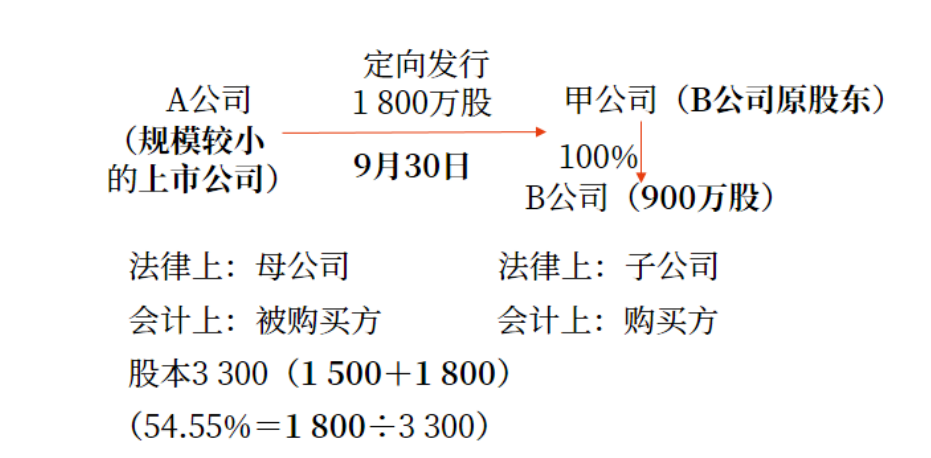 定向发行
1 800万股
A公司
（规模较小
的上市公司）
9月30日
甲公司（B公司原股东）
100%
B公司（900万股）
法律上：母公司
法律上：子公司
会计上：被购买方
会计上：购买方
股本3 300（1 500＋1 800）
（54.55%＝1 800÷3 300）